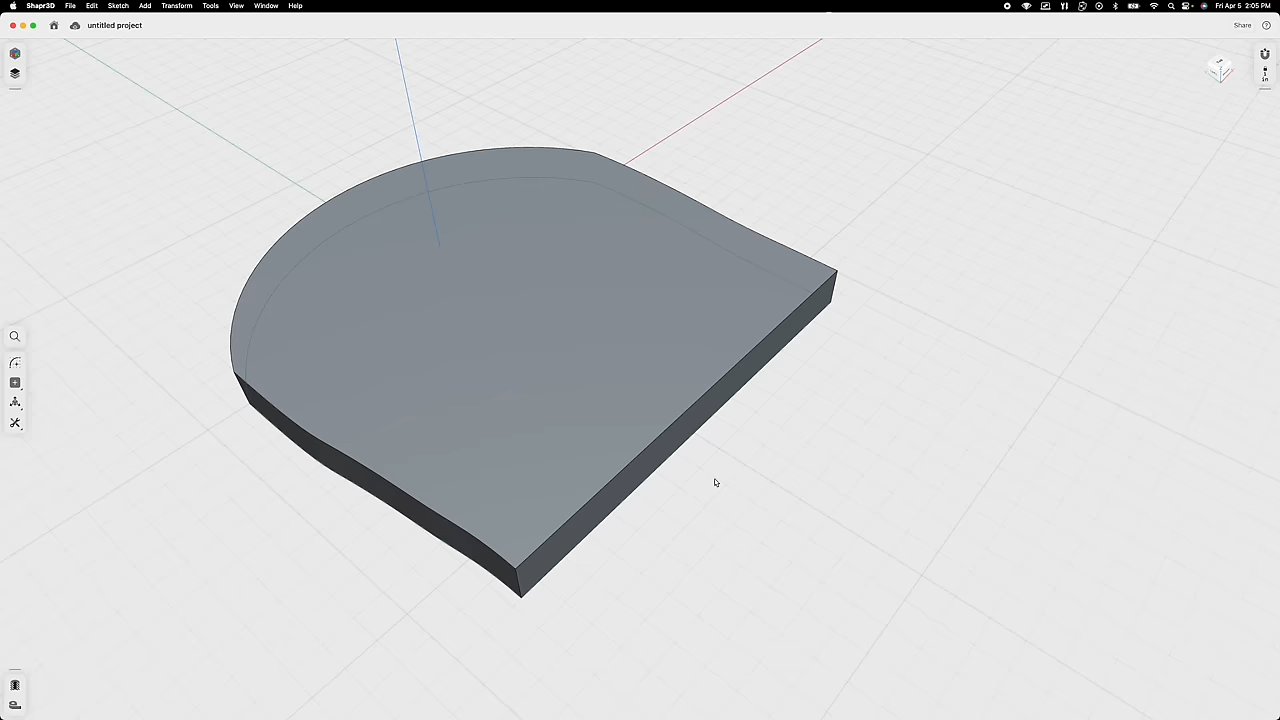 Shapr3D File Edit Sketch Add Transform Tools View Window Help Fri Apr 5 2:05 PM
untitled project Share
in